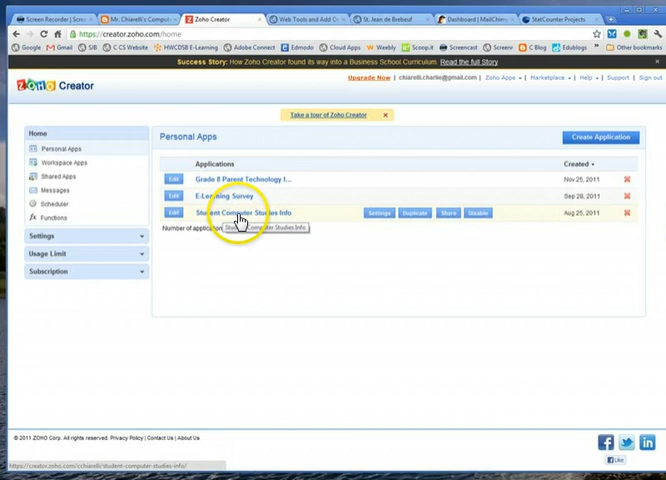 Screen Recorder | Scree
Mr. Chiarelli's Compute
Zoho Creator
Web Tools and Add O
St. Jean de Brebeuf
Dashboard | MailChim
StatCounter Projects
https://creator.zoho.com/home
Google
Gmail
SJB
C CS Website
HWCDSB E-Learning
Adobe Connect
Edmodo
Cloud Apps
Weebly
Scoop.it
Screencast
Screenr
C Blog
Edublogs
Other bookmarks
Success Story: How Zoho Creator found its way into a Business School Curriculum. Read the full Story
ZOHO Creator
Upgrade Now | chiarelli.charlie@gmail.com | Zoho Apps | Marketplace | Help | Support | Sign out
Take a tour of Zoho Creator
Home
Personal Apps
Workspace Apps
Shared Apps
Messages
Scheduler
Functions
Settings
Usage Limit
Subscription
Personal Apps
Create Application
Applications Created
Edit Grade 8 Parent Technology I... Nov 25, 2011
Edit E-Learning Survey Sep 28, 2011
Edit Student Computer Studies Info Settings Duplicate Share Disable Aug 25, 2011
Number of application
Student Computer Studies Info
© 2011 ZOHO Corp. All rights reserved. Privacy Policy | Contact Us | About Us
Like
https://creator.zoho.com/cchiarelli/student-computer-studies-info/